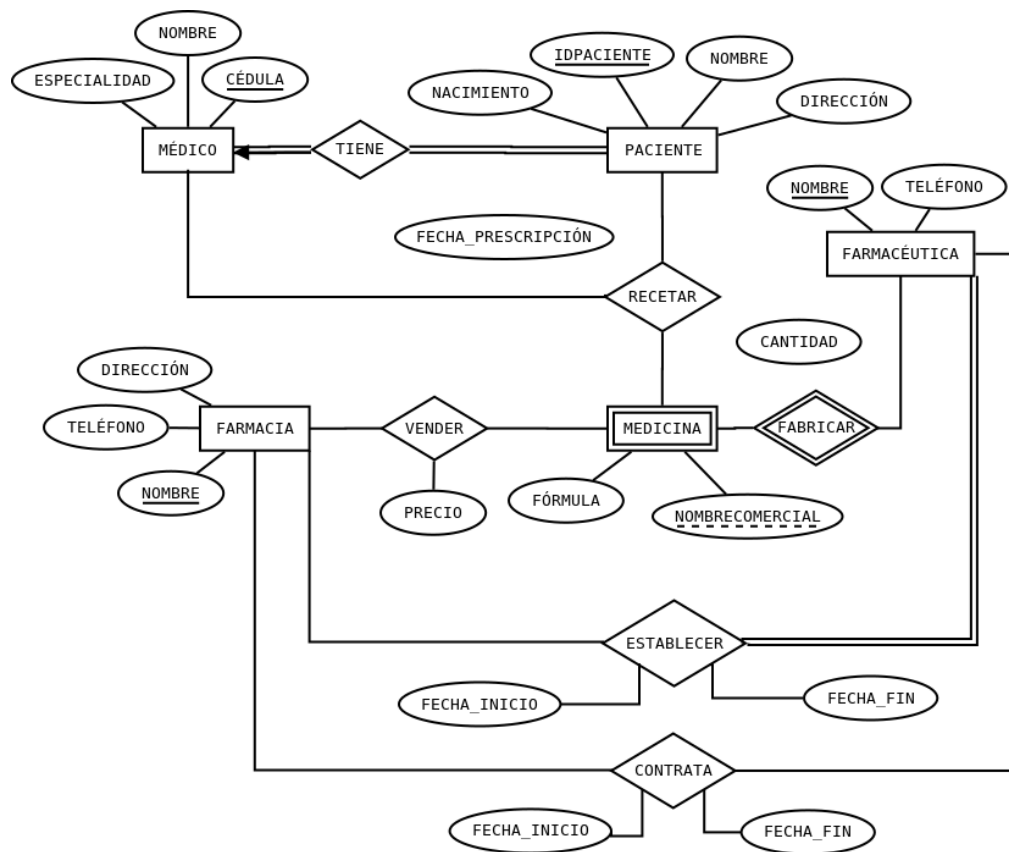 NOMBRE
ESPECIALIDAD
CÉDULA
MÉDICO
TIENE
IDPACIENTE
NOMBRE
NACIMIENTO
DIRECCIÓN
PACIENTE
NOMBRE
TELÉFONO
FARMACÉUTICA
FECHA_PRESCRIPCIÓN
RECETAR
CANTIDAD
DIRECCIÓN
TELÉFONO
FARMACIA
NOMBRE
VENDER
PRECIO
MEDICINA
FABRICAR
FÓRMULA
NOMBRECOMERCIAL
ESTABLECER
FECHA_INICIO
FECHA_FIN
CONTRATA
FECHA_INICIO
FECHA_FIN